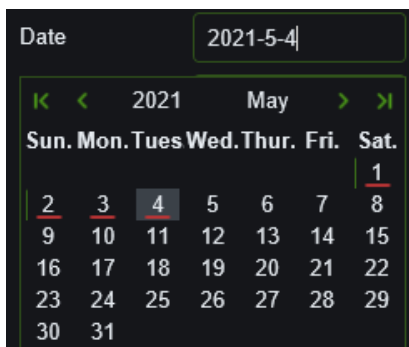 Date 2021-5-4
2021 May
Sun. Mon. Tues Wed. Thur. Fri. Sat.
1
2 3 4 5 6 7 8
9 10 11 12 13 14 15
16 17 18 19 20 21 22
23 24 25 26 27 28 29
30 31